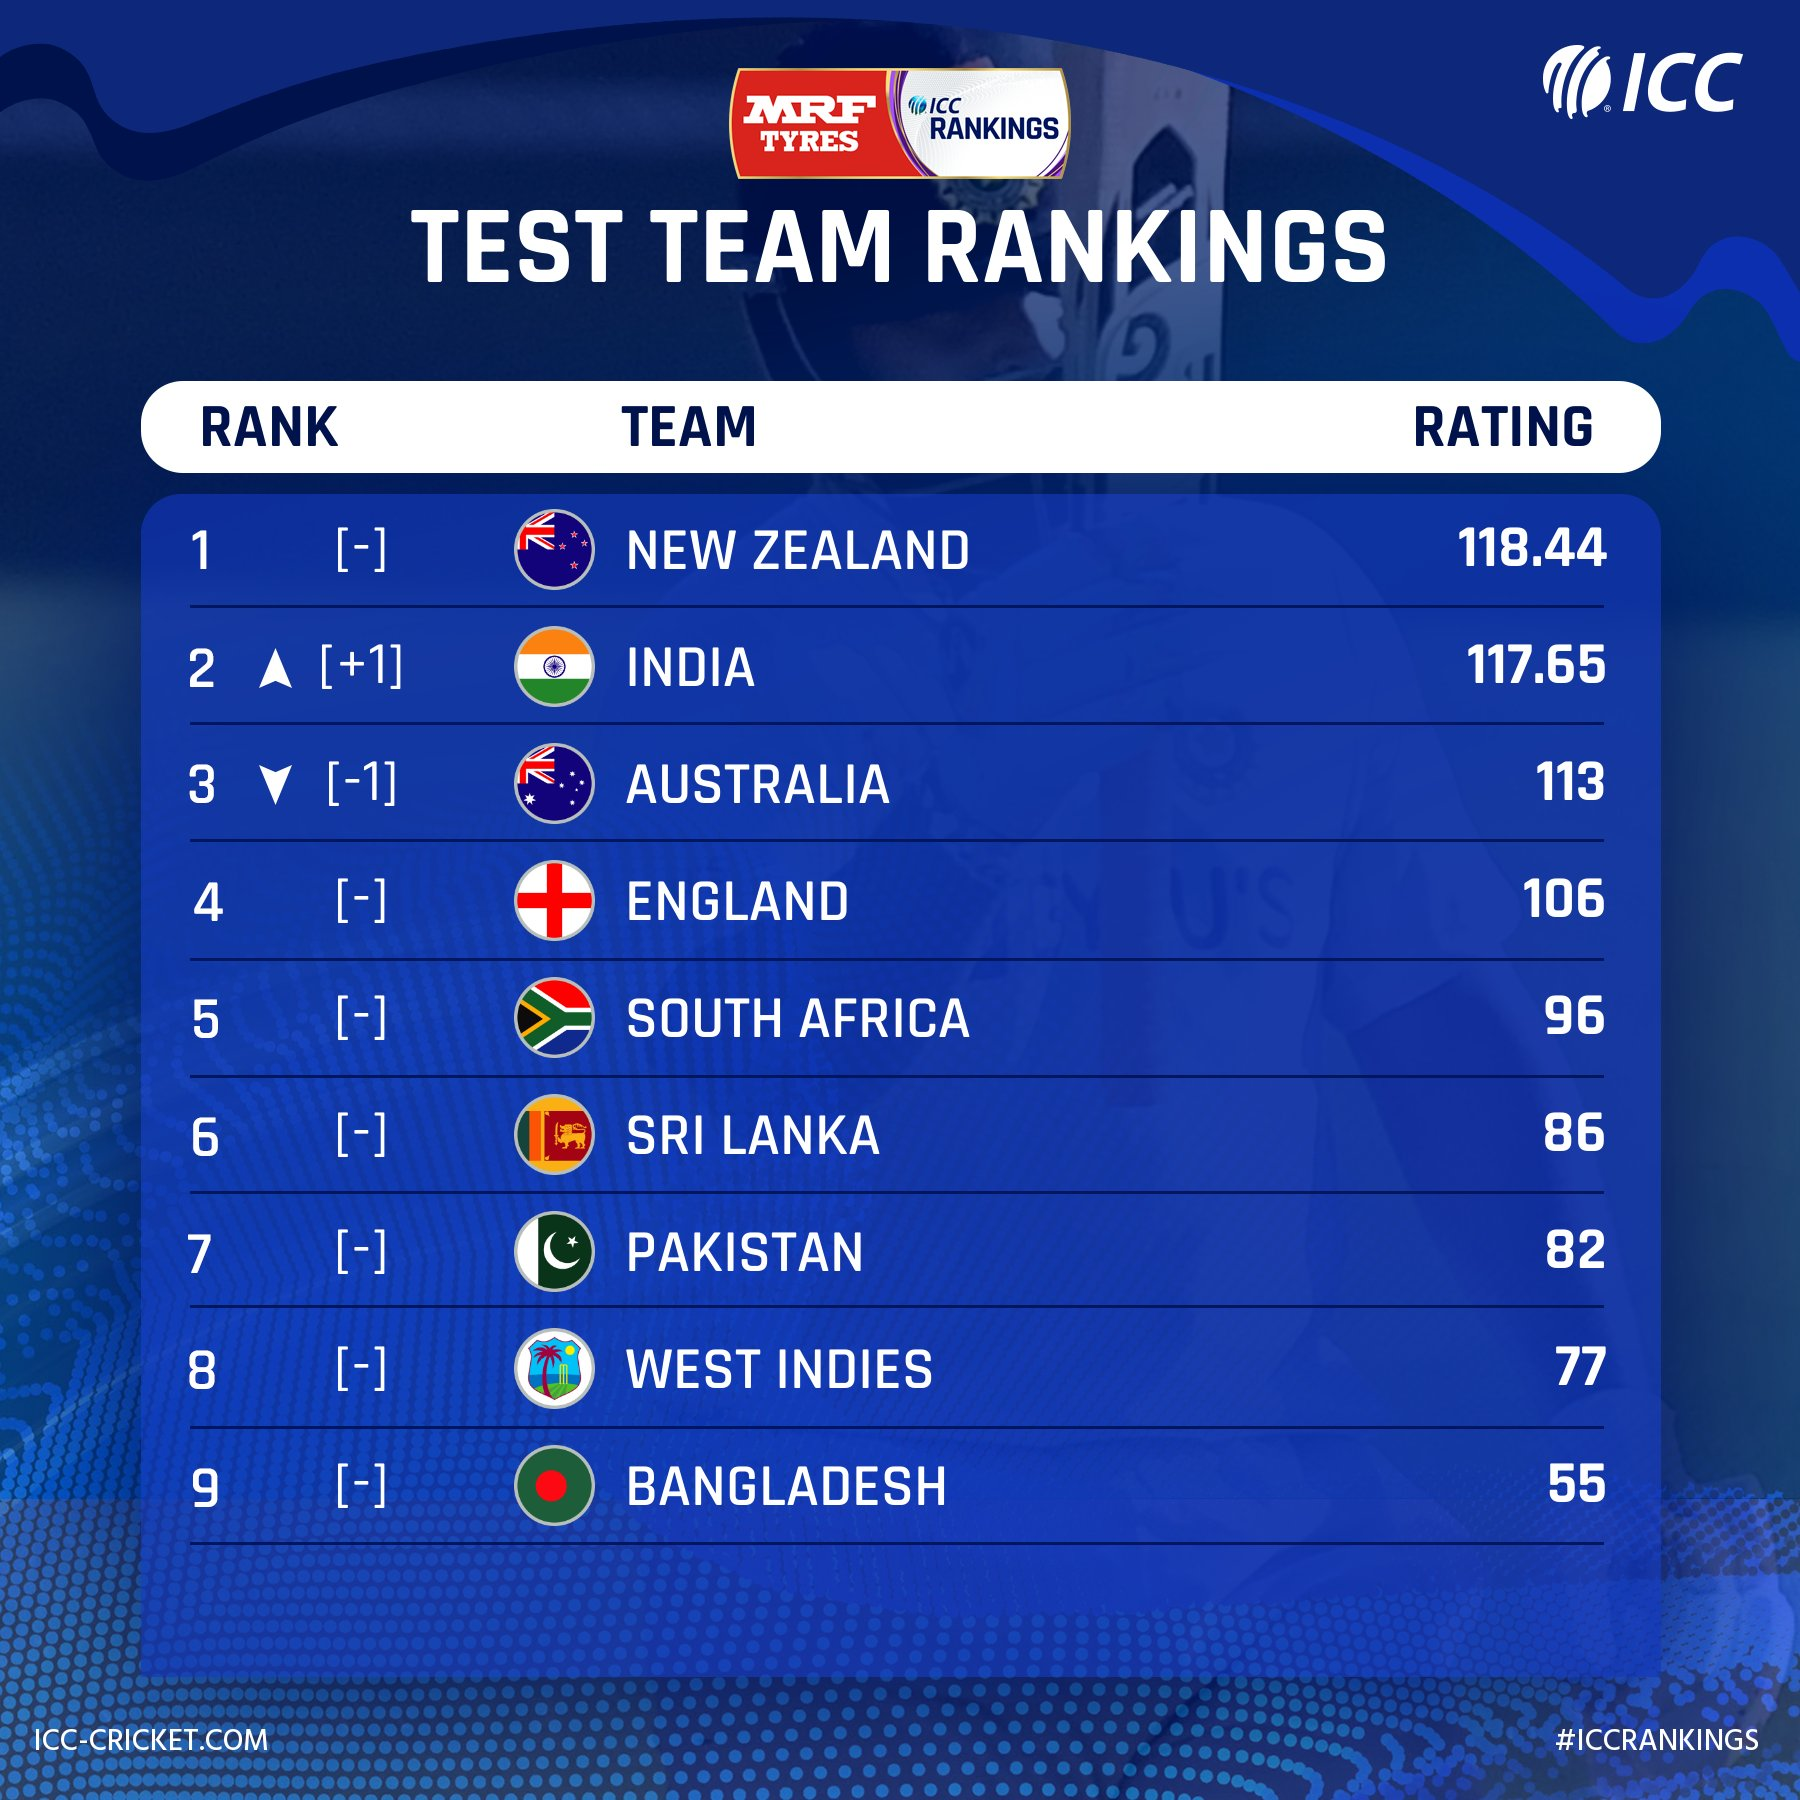 ICC
MRF
TYRES
ICC
RANKINGS
TEST TEAM RANKINGS
RANK TEAM RATING
1 [-] NEW ZEALAND 118.44
2 [+1] INDIA 117.65
3 [-1] AUSTRALIA 113
4 [-] ENGLAND 106
5 [-] SOUTH AFRICA 96
6 [-] SRI LANKA 86
7 [-] PAKISTAN 82
8 [-] WEST INDIES 77
9 [-] BANGLADESH 55
ICC-CRICKET.COM #ICCRANKINGS